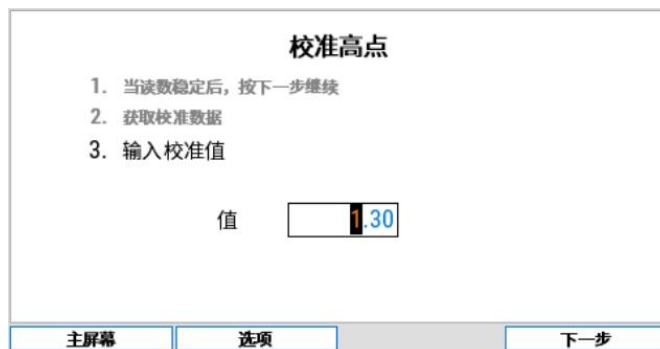 校准高点
1. 当读数稳定后，按下一步继续
2. 获取校准数据
3. 输入校准值
值 1.30
主屏幕 选项 下一步